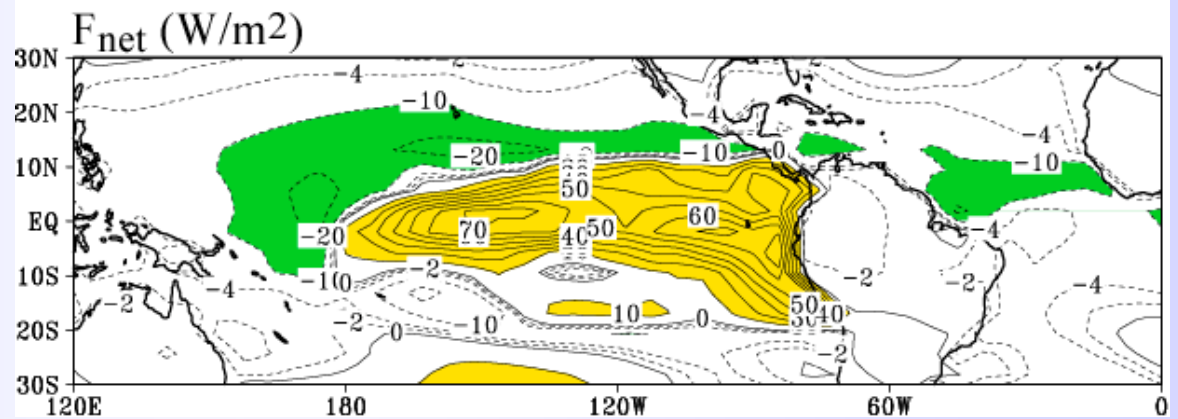 Fnet (W/m2)
30N
−4
20N −10 −4 −4
10N −20 −10 0 −10
50
60
EQ −20 70 40 50 −4
10S −10 0 −2 −2
−2 −4 −4
−2 −10 10 0 50 40
20S 0 −2
30S
120E 180 120W 60W 0